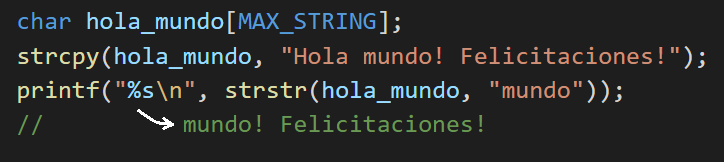 char hola_mundo[MAX_STRING];
strcpy(hola_mundo, "Hola mundo! Felicitaciones!");
printf("%s\n", strstr(hola_mundo, "mundo"));
// mundo! Felicitaciones!